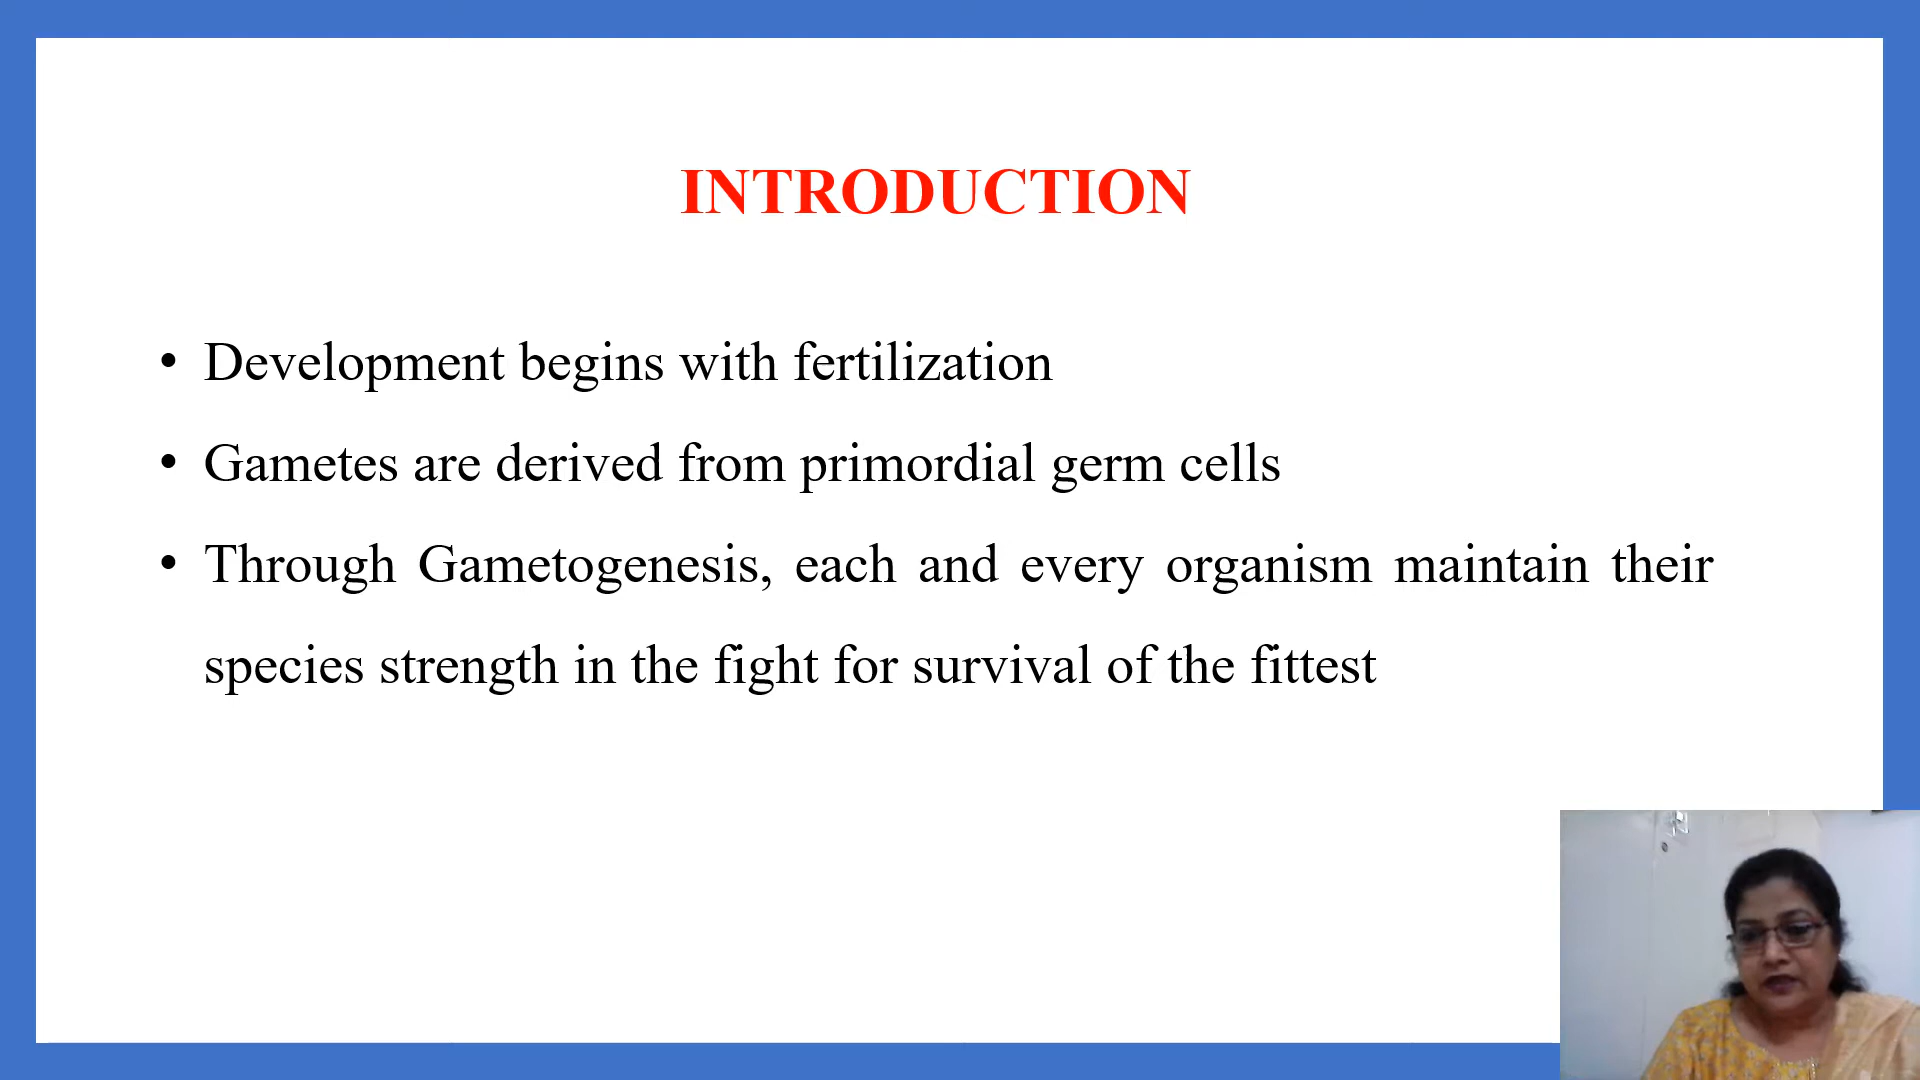 INTRODUCTION
• Development begins with fertilization
• Gametes are derived from primordial germ cells
• Through Gametogenesis, each and every organism maintain their
species strength in the fight for survival of the fittest